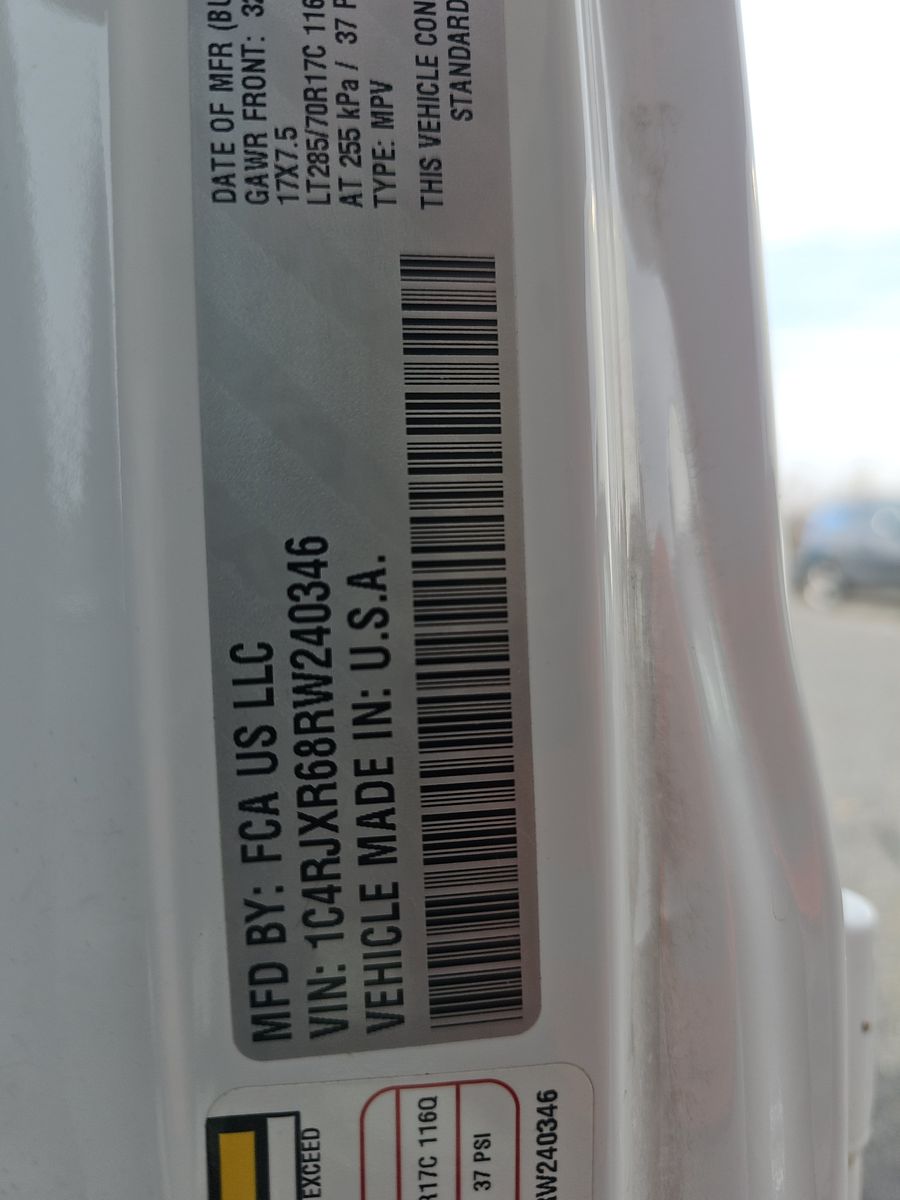 MFD BY: FCA US LLC
VIN: 1C4RJXR68RW240346
VEHICLE MADE IN: U.S.A.
DATE OF MFR
GAWR FRONT:
17X7.5
LT285/70R17C 116
AT 255 kPa / 37
TYPE: MPV
THIS VEHICLE
STANDARD
EXCEED
R17C 116Q
37 PSI
RW240346